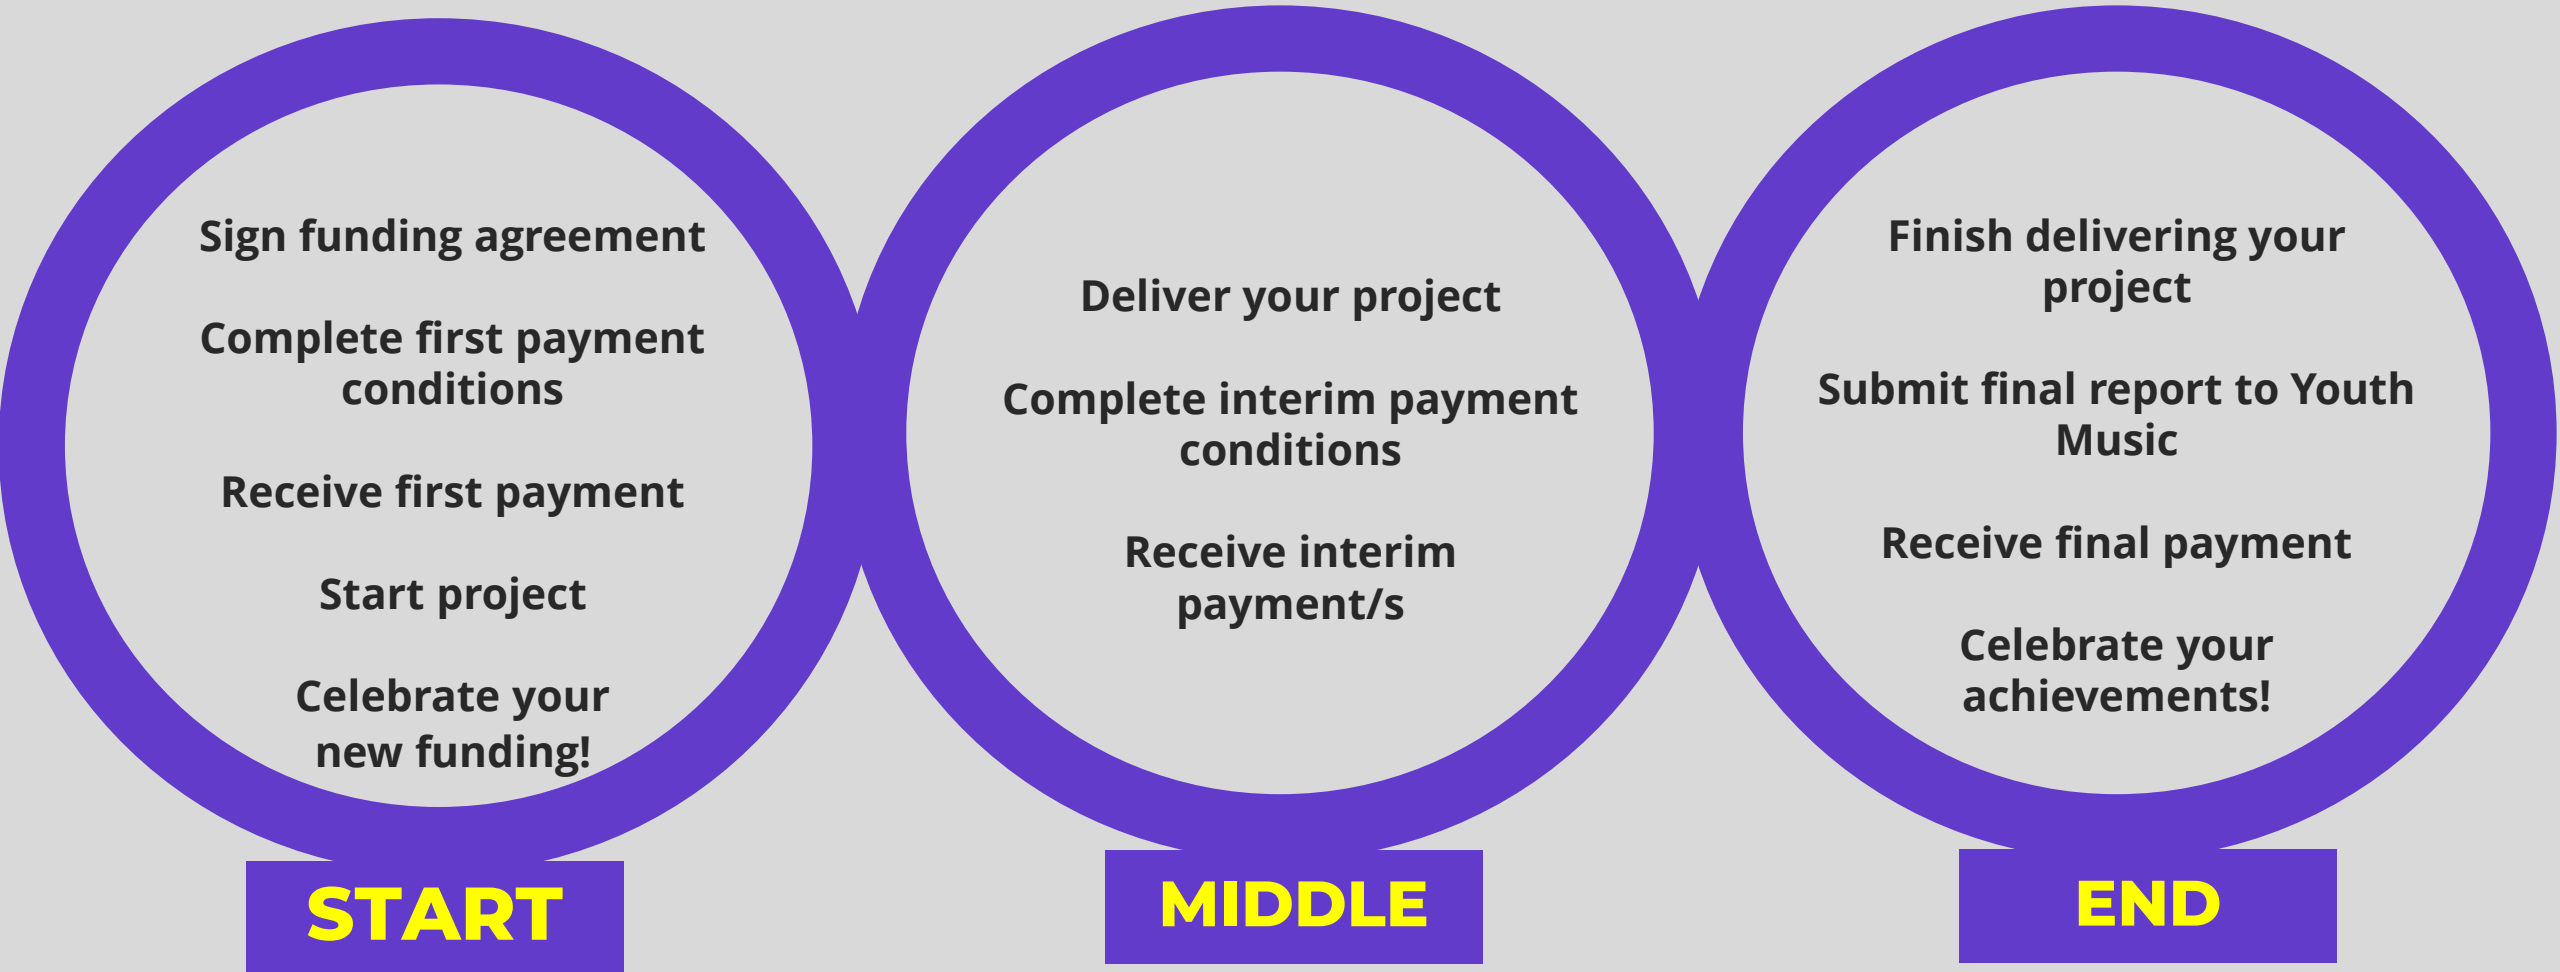 Sign funding agreement
Complete first payment
conditions
Receive first payment
Start project
Celebrate your
new funding!
START
Deliver your project
Complete interim payment
conditions
Receive interim
payment/s
MIDDLE
Finish delivering your
project
Submit final report to Youth
Music
Receive final payment
Celebrate your
achievements!
END